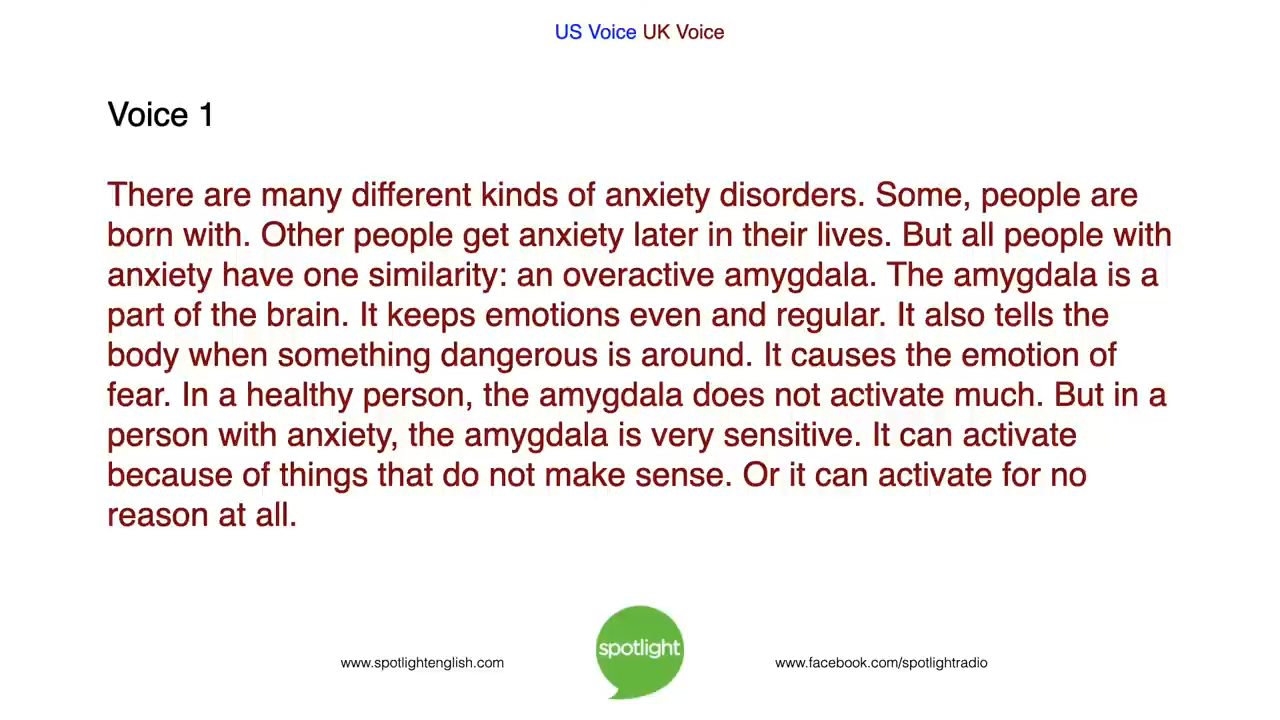 US Voice UK Voice
Voice 1
There are many different kinds of anxiety disorders. Some, people are
born with. Other people get anxiety later in their lives. But all people with
anxiety have one similarity: an overactive amygdala. The amygdala is a
part of the brain. It keeps emotions even and regular. It also tells the
body when something dangerous is around. It causes the emotion of
fear. In a healthy person, the amygdala does not activate much. But in a
person with anxiety, the amygdala is very sensitive. It can activate
because of things that do not make sense. Or it can activate for no
reason at all.
www.spotlightenglish.com
spotlight
www.facebook.com/spotlightradio